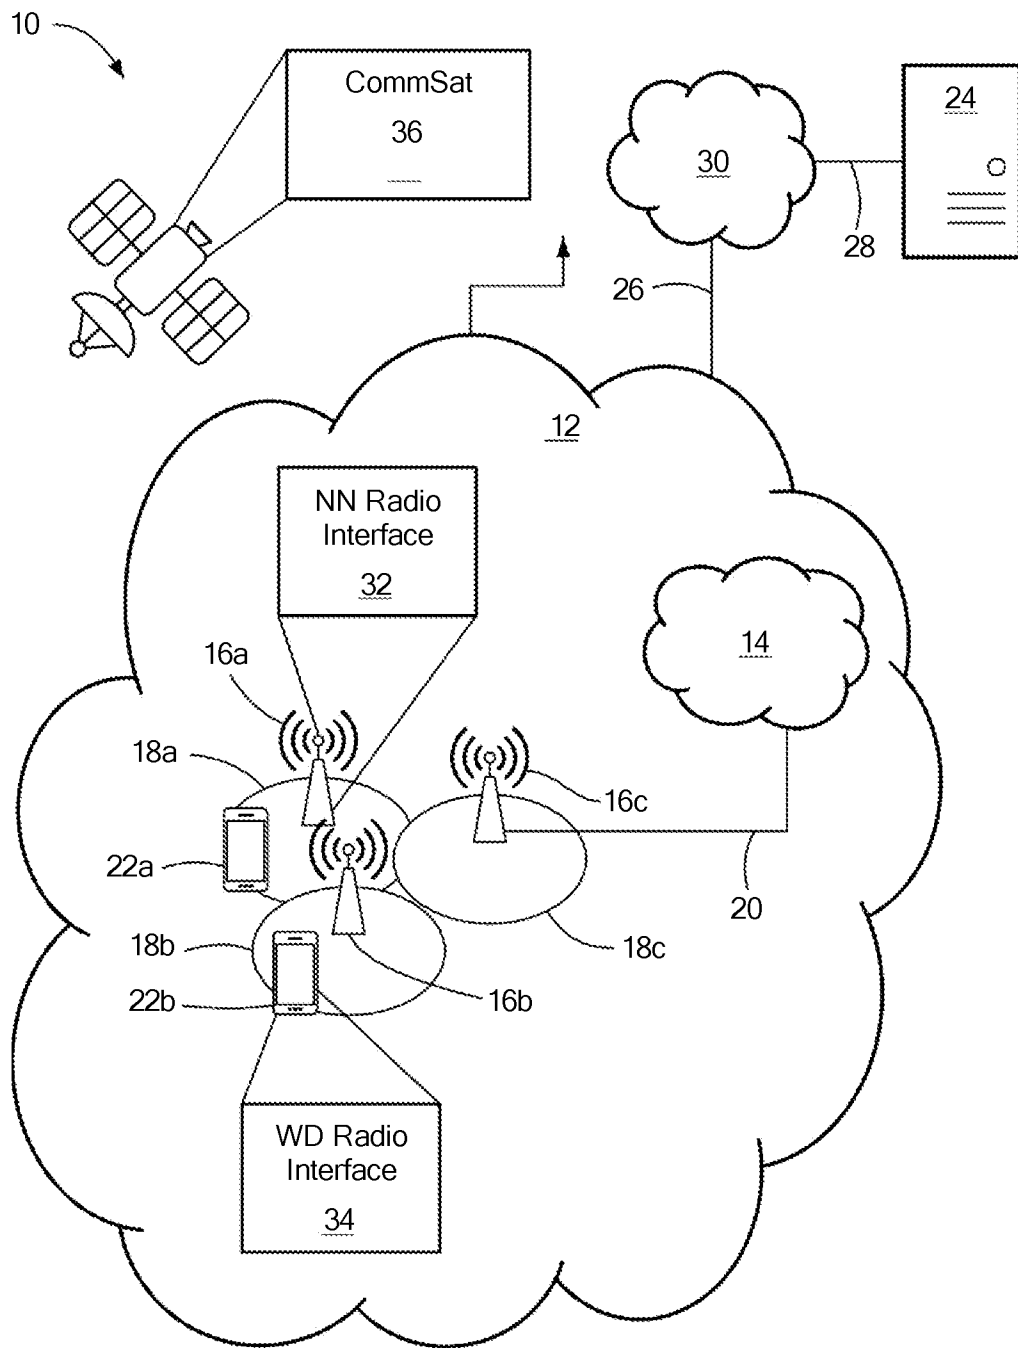 10
CommSat
36
30
24
28
26
12
NN Radio
Interface
32
14
16a
18a
16c
22a
20
18b
18c
22b
16b
WD Radio
Interface
34